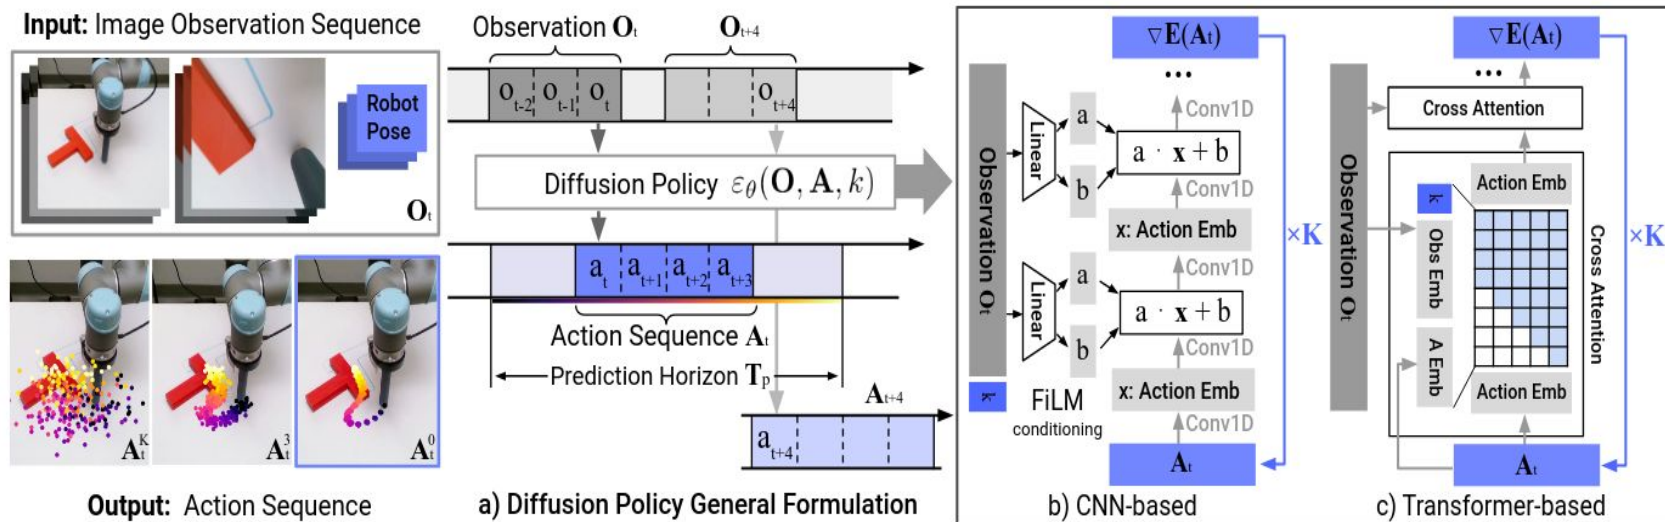 Input: Image Observation Sequence
Robot
Pose
Oₜ
Aₜᴷ
Aₜ³
Aₜ⁰
Output: Action Sequence
Observation Oₜ
Oₜ₊₄
oₜ₋₂ oₜ₋₁ oₜ
oₜ₊₄
Diffusion Policy εθ(O, A, k)
aₜ aₜ₊₁ aₜ₊₂ aₜ₊₃
Action Sequence Aₜ
Prediction Horizon Tₚ
Aₜ₊₄
aₜ₊₄
a) Diffusion Policy General Formulation
∇E(Aₜ)
...
Conv1D
Linear
a
b
a · x + b
Conv1D
x: Action Emb
Conv1D
Linear
a
b
a · x + b
Conv1D
x: Action Emb
Conv1D
Aₜ
Observation Oₜ
k
FiLM
conditioning
×K
b) CNN-based
∇E(Aₜ)
...
Cross Attention
Action Emb
k
Obs Emb
A Emb
Action Emb
Cross Attention
Observation Oₜ
Aₜ
×K
c) Transformer-based